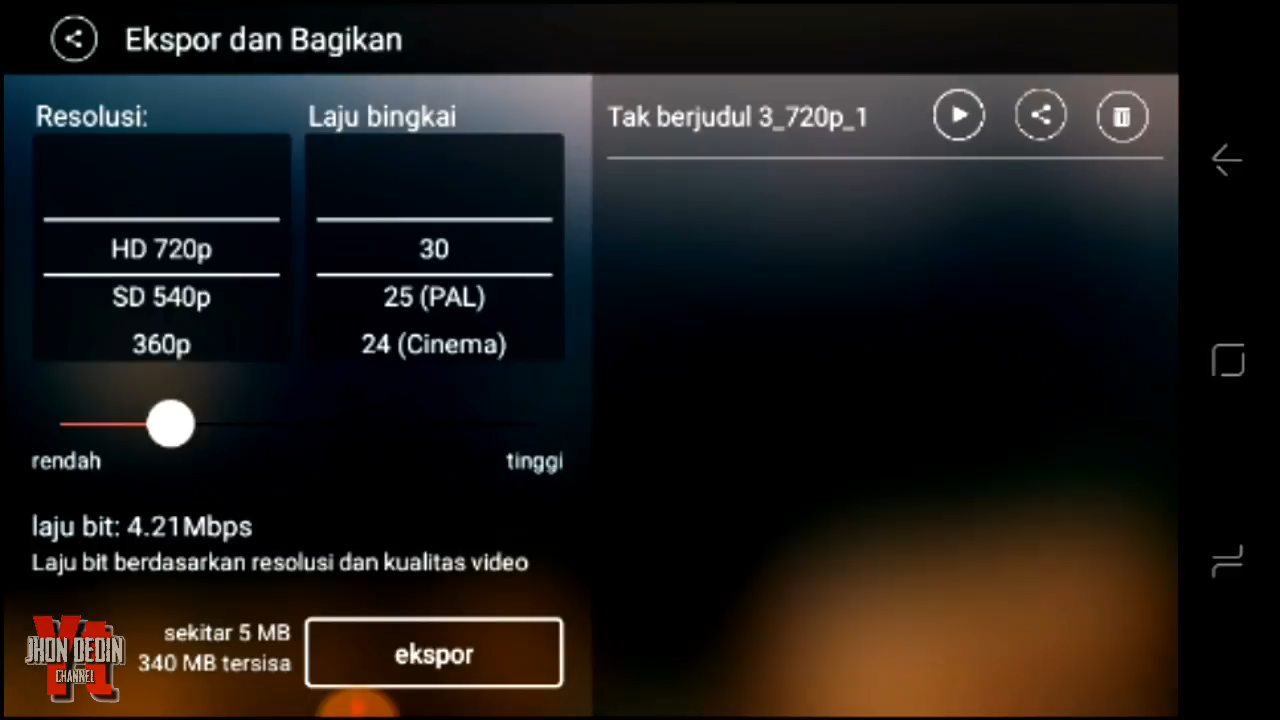 Ekspor dan Bagikan
Resolusi:
HD 720p
SD 540p
360p
Laju bingkai
30
25 (PAL)
24 (Cinema)
rendah
tinggi
laju bit: 4.21Mbps
Laju bit berdasarkan resolusi dan kualitas video
sekitar 5 MB
340 MB tersisa
ekspor
Tak berjudul 3_720p_1
JHON DEDIN
CHANNEL